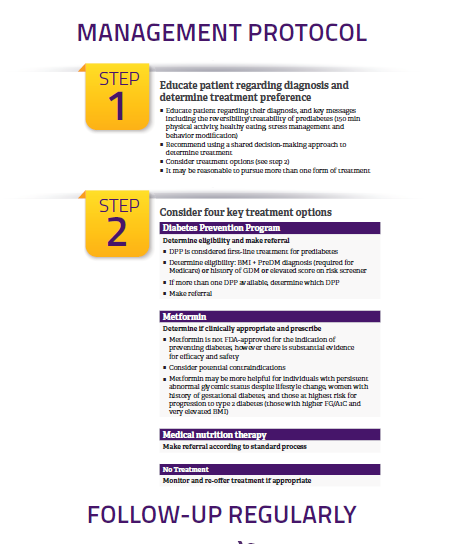 MANAGEMENT PROTOCOL
STEP
1
Educate patient regarding diagnosis and
determine treatment preference
▪ Educate patient regarding their diagnosis, and key messages
including the reversibility/treatability of prediabetes (150 min
physical activity, healthy eating, stress management and
behavior modification)
▪ Recommend using a shared decision-making approach to
determine treatment
▪ Consider treatment options (see step 2)
▪ It may be reasonable to pursue more than one form of treatment
STEP
2
Consider four key treatment options
Diabetes Prevention Program
Determine eligibility and make referral
▪ DPP is considered first-line treatment for prediabetes
▪ Determine eligibility: BMI + PreDM diagnosis (required for
Medicare) or history of GDM or elevated score on risk screener
▪ If more than one DPP available, determine which DPP
▪ Make referral
Metformin
Determine if clinically appropriate and prescribe
▪ Metformin is not FDA-approved for the indication of
preventing diabetes, however there is substantial evidence
for efficacy and safety
▪ Consider potential contraindications
▪ Metformin may be more helpful for individuals with persistent
abnormal glycemic status despite lifestyle change, women with
history of gestational diabetes, and those at highest risk for
progression to type 2 diabetes (those with higher FG/A1C and
very elevated BMI)
Medical nutrition therapy
Make referral according to standard process
No Treatment
Monitor and re-offer treatment if appropriate
FOLLOW-UP REGULARLY